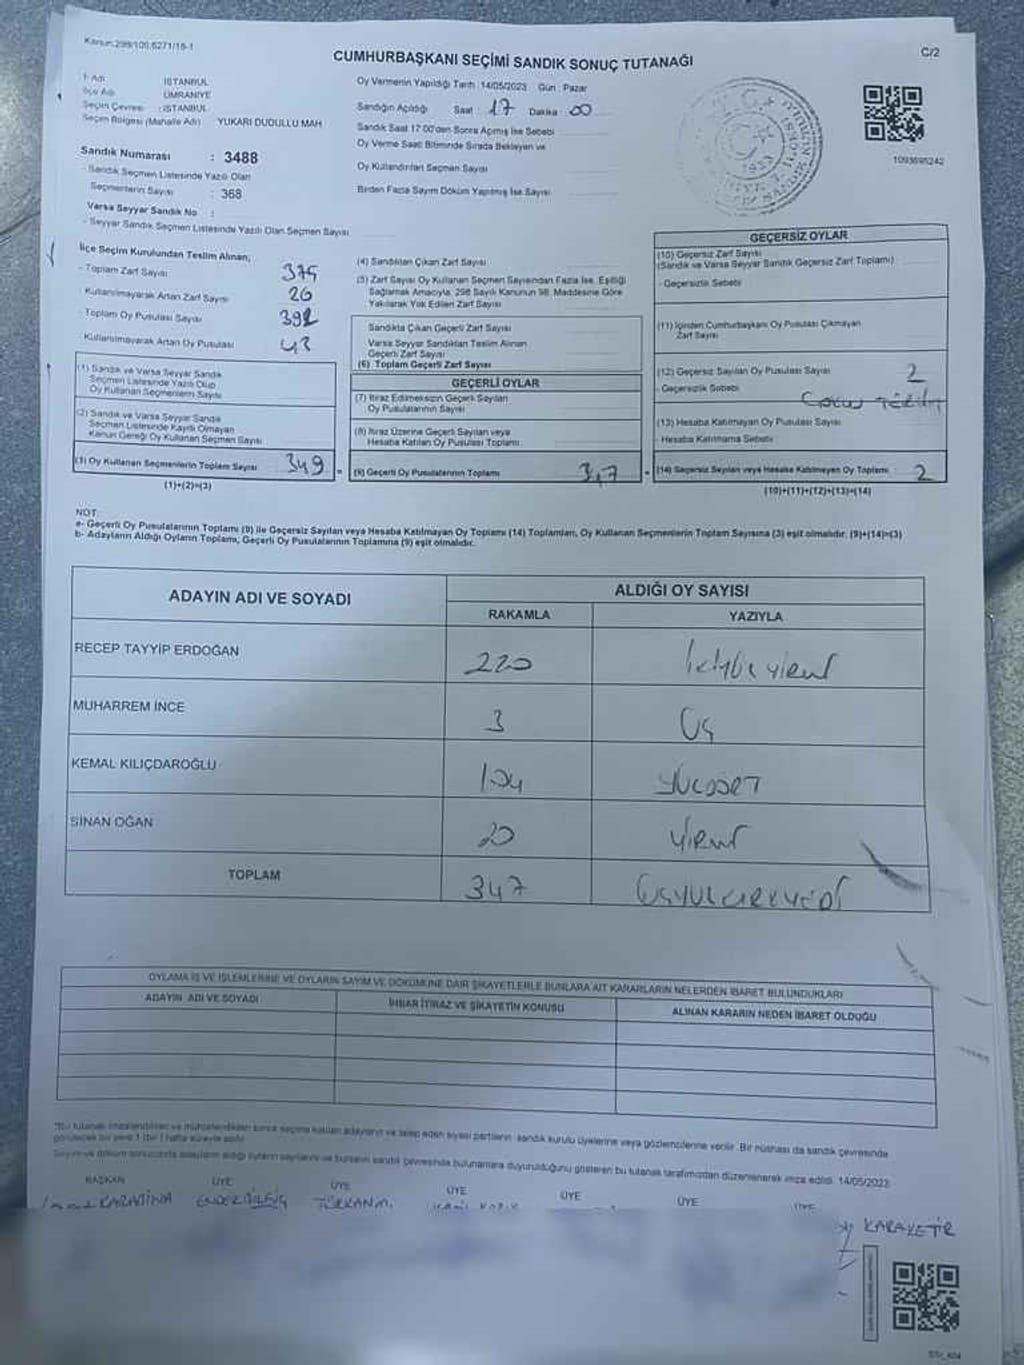 Kanun:298/106,6271/18-1
C/2
CUMHURBAŞKANI SEÇİMİ SANDIK SONUÇ TUTANAĞI
İl Adı : İSTANBUL
İlçe Adı : ÜMRANİYE
Seçim Çevresi : İSTANBUL
Seçim Bölgesi (Mahalle Adı) YUKARI DUDULLU MAH
Sandık Numarası : 3488
- Sandık Seçmen Listesinde Yazılı Olan
Seçmenlerin Sayısı : 368
Varsa Seyyar Sandık No :
- Seyyar Sandık Seçmen Listesinde Yazılı Olan Seçmen Sayısı
Oy Vermenin Yapıldığı Tarih : 14/05/2023 Gün : Pazar
Sandığın Açıldığı Saat : 17 Dakika : 00
Sandık Saat 17:00'den Sonra Açılmış İse Sebebi
Oy Verme Saati Bitiminde Sırada Bekleyen ve
Oy Kullandırılan Seçmen Sayısı
Birden Fazla Sayım Döküm Yapılmış İse Sayısı
1093695242
İlçe Seçim Kurulundan Teslim Alınan;
- Toplam Zarf Sayısı 375
- Kullanılmayarak Artan Zarf Sayısı 26
- Toplam Oy Pusulası Sayısı 392
- Kullanılmayarak Artan Oy Pusulası 43
(1) Sandık ve Varsa Seyyar Sandık
Seçmen Listesinde Yazılı Olup
Oy Kullanan Seçmenlerin Sayısı
(2) Sandık ve Varsa Seyyar Sandık
Seçmen Listesinde Kayıtlı Olmayan
Kanun Gereği Oy Kullanan Seçmen Sayısı
(3) Oy Kullanan Seçmenlerin Toplam Sayısı 349 =
(1)+(2)=(3)
(4) Sandıktan Çıkan Zarf Sayısı
(5) Zarf Sayısı Oy Kullanan Seçmen Sayısından Fazla İse, Eşitliği
Sağlamak Amacıyla, 298 Sayılı Kanunun 98. Maddesine Göre
Yakılarak Yok Edilen Zarf Sayısı
Sandıkta Çıkan Geçerli Zarf Sayısı
Varsa Seyyar Sandıktan Teslim Alınan
Geçerli Zarf Sayısı
(6) Toplam Geçerli Zarf Sayısı
GEÇERLİ OYLAR
(7) İtiraz Edilmeksizin Geçerli Sayılan
Oy Pusulalarının Sayısı
(8) İtiraz Üzerine Geçerli Sayılan veya
Hesaba Katılan Oy Pusulası Toplamı
(9) Geçerli Oy Pusulalarının Toplamı +
GEÇERSİZ OYLAR
(10) Geçersiz Zarf Sayısı
(Sandık ve Varsa Seyyar Sandık Geçersiz Zarf Toplamı)
- Geçersizlik Sebebi
(11) İçinden Cumhurbaşkanı Oy Pusulası Çıkmayan
Zarf Sayısı
(12) Geçersiz Sayılan Oy Pusulası Sayısı 2
- Geçersizlik Sebebi
(13) Hesaba Katılmayan Oy Pusulası Sayısı
- Hesaba Katılmama Sebebi
(14) Geçersiz Sayılan veya Hesaba Katılmayan Oy Toplamı 2
(10)+(11)+(12)+(13)=(14)
NOT:
a- Geçerli Oy Pusulalarının Toplamı (9) ile Geçersiz Sayılan veya Hesaba Katılmayan Oy Toplamı (14) Toplamları, Oy Kullanan Seçmenlerin Toplam Sayısına (3) eşit olmalıdır. (9)+(14)=(3)
b- Adayların Aldığı Oyların Toplamı, Geçerli Oy Pusulalarının Toplamına (9) eşit olmalıdır.
ADAYIN ADI VE SOYADI ALDIĞI OY SAYISI
RAKAMLA YAZIYLA
RECEP TAYYİP ERDOĞAN 220 İkiyüzyirmi
MUHARREM İNCE 3 Üç
KEMAL KILIÇDAROĞLU 104 YÜZDÖRT
SİNAN OĞAN 20 Yirmi
TOPLAM 347 ÜÇYÜZKIRKYEDİ
OYLAMA İŞ VE İŞLEMLERİNE VE OYLARIN SAYIM VE DÖKÜMÜNE DAİR ŞİKAYETLERLE BUNLARA AİT KARARLARIN NELERDEN İBARET BULUNDUKLARI
ADAYIN ADI VE SOYADI İHBAR İTİRAZ VE ŞİKAYETİN KONUSU ALINAN KARARIN NEDEN İBARET OLDUĞU
*Bu tutanak imzalandıktan ve mühürlendikten sonra seçime katılan adayların ve talep eden siyasi partilerin sandık kurulu üyelerine veya gözlemcilerine verilir. Bir nüshası da sandık çevresinde
görülecek bir yere 1 (bir) hafta süreyle asılır.
Sayım ve döküm sonucunda adayların aldığı oyların sayılarını ve bunların sandık çevresinde bulunanlara duyurulduğunu gösteren bu tutanak tarafımızdan düzenlenerek imza edildi. 14/05/2023
BAŞKAN ÜYE ÜYE ÜYE ÜYE ÜYE ÜYE
KARADİNA ENDER BİLGİÇ TÜRKAN
KARAKETİR